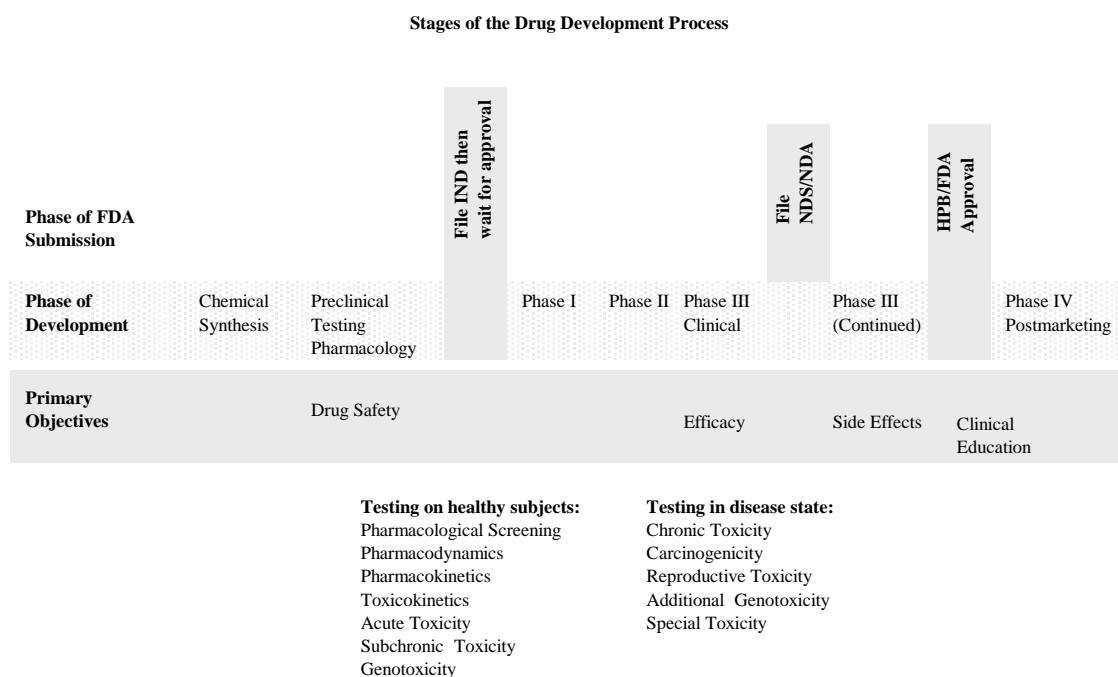 Stages of the Drug Development Process
File IND then
wait for approval
File
NDS/NDA
HPB/FDA
Approval
Phase of FDA
Submission
Phase of
Development
Chemical
Synthesis
Preclinical
Testing
Pharmacology
Phase I
Phase II
Phase III
Clinical
Phase III
(Continued)
Phase IV
Postmarketing
Primary
Objectives
Drug Safety
Efficacy
Side Effects
Clinical
Education
Testing on healthy subjects:
Pharmacological Screening
Pharmacodynamics
Pharmacokinetics
Toxicokinetics
Acute Toxicity
Subchronic Toxicity
Genotoxicity
Testing in disease state:
Chronic Toxicity
Carcinogenicity
Reproductive Toxicity
Additional Genotoxicity
Special Toxicity